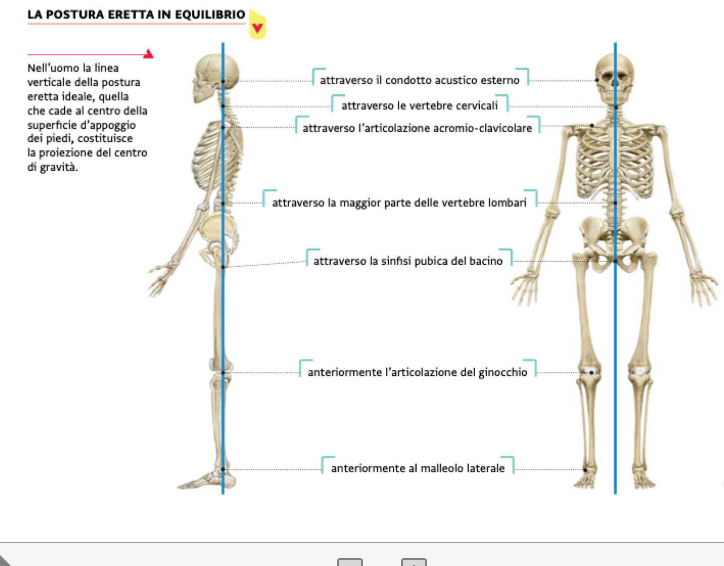 LA POSTURA ERETTA IN EQUILIBRIO
Nell'uomo la linea
verticale della postura
eretta ideale, quella
che cade al centro della
superficie d'appoggio
dei piedi, costituisce
la proiezione del centro
di gravità.
attraverso il condotto acustico esterno
attraverso le vertebre cervicali
attraverso l'articolazione acromio-clavicolare
attraverso la maggior parte delle vertebre lombari
attraverso la sinfisi pubica del bacino
anteriormente l'articolazione del ginocchio
anteriormente al malleolo laterale